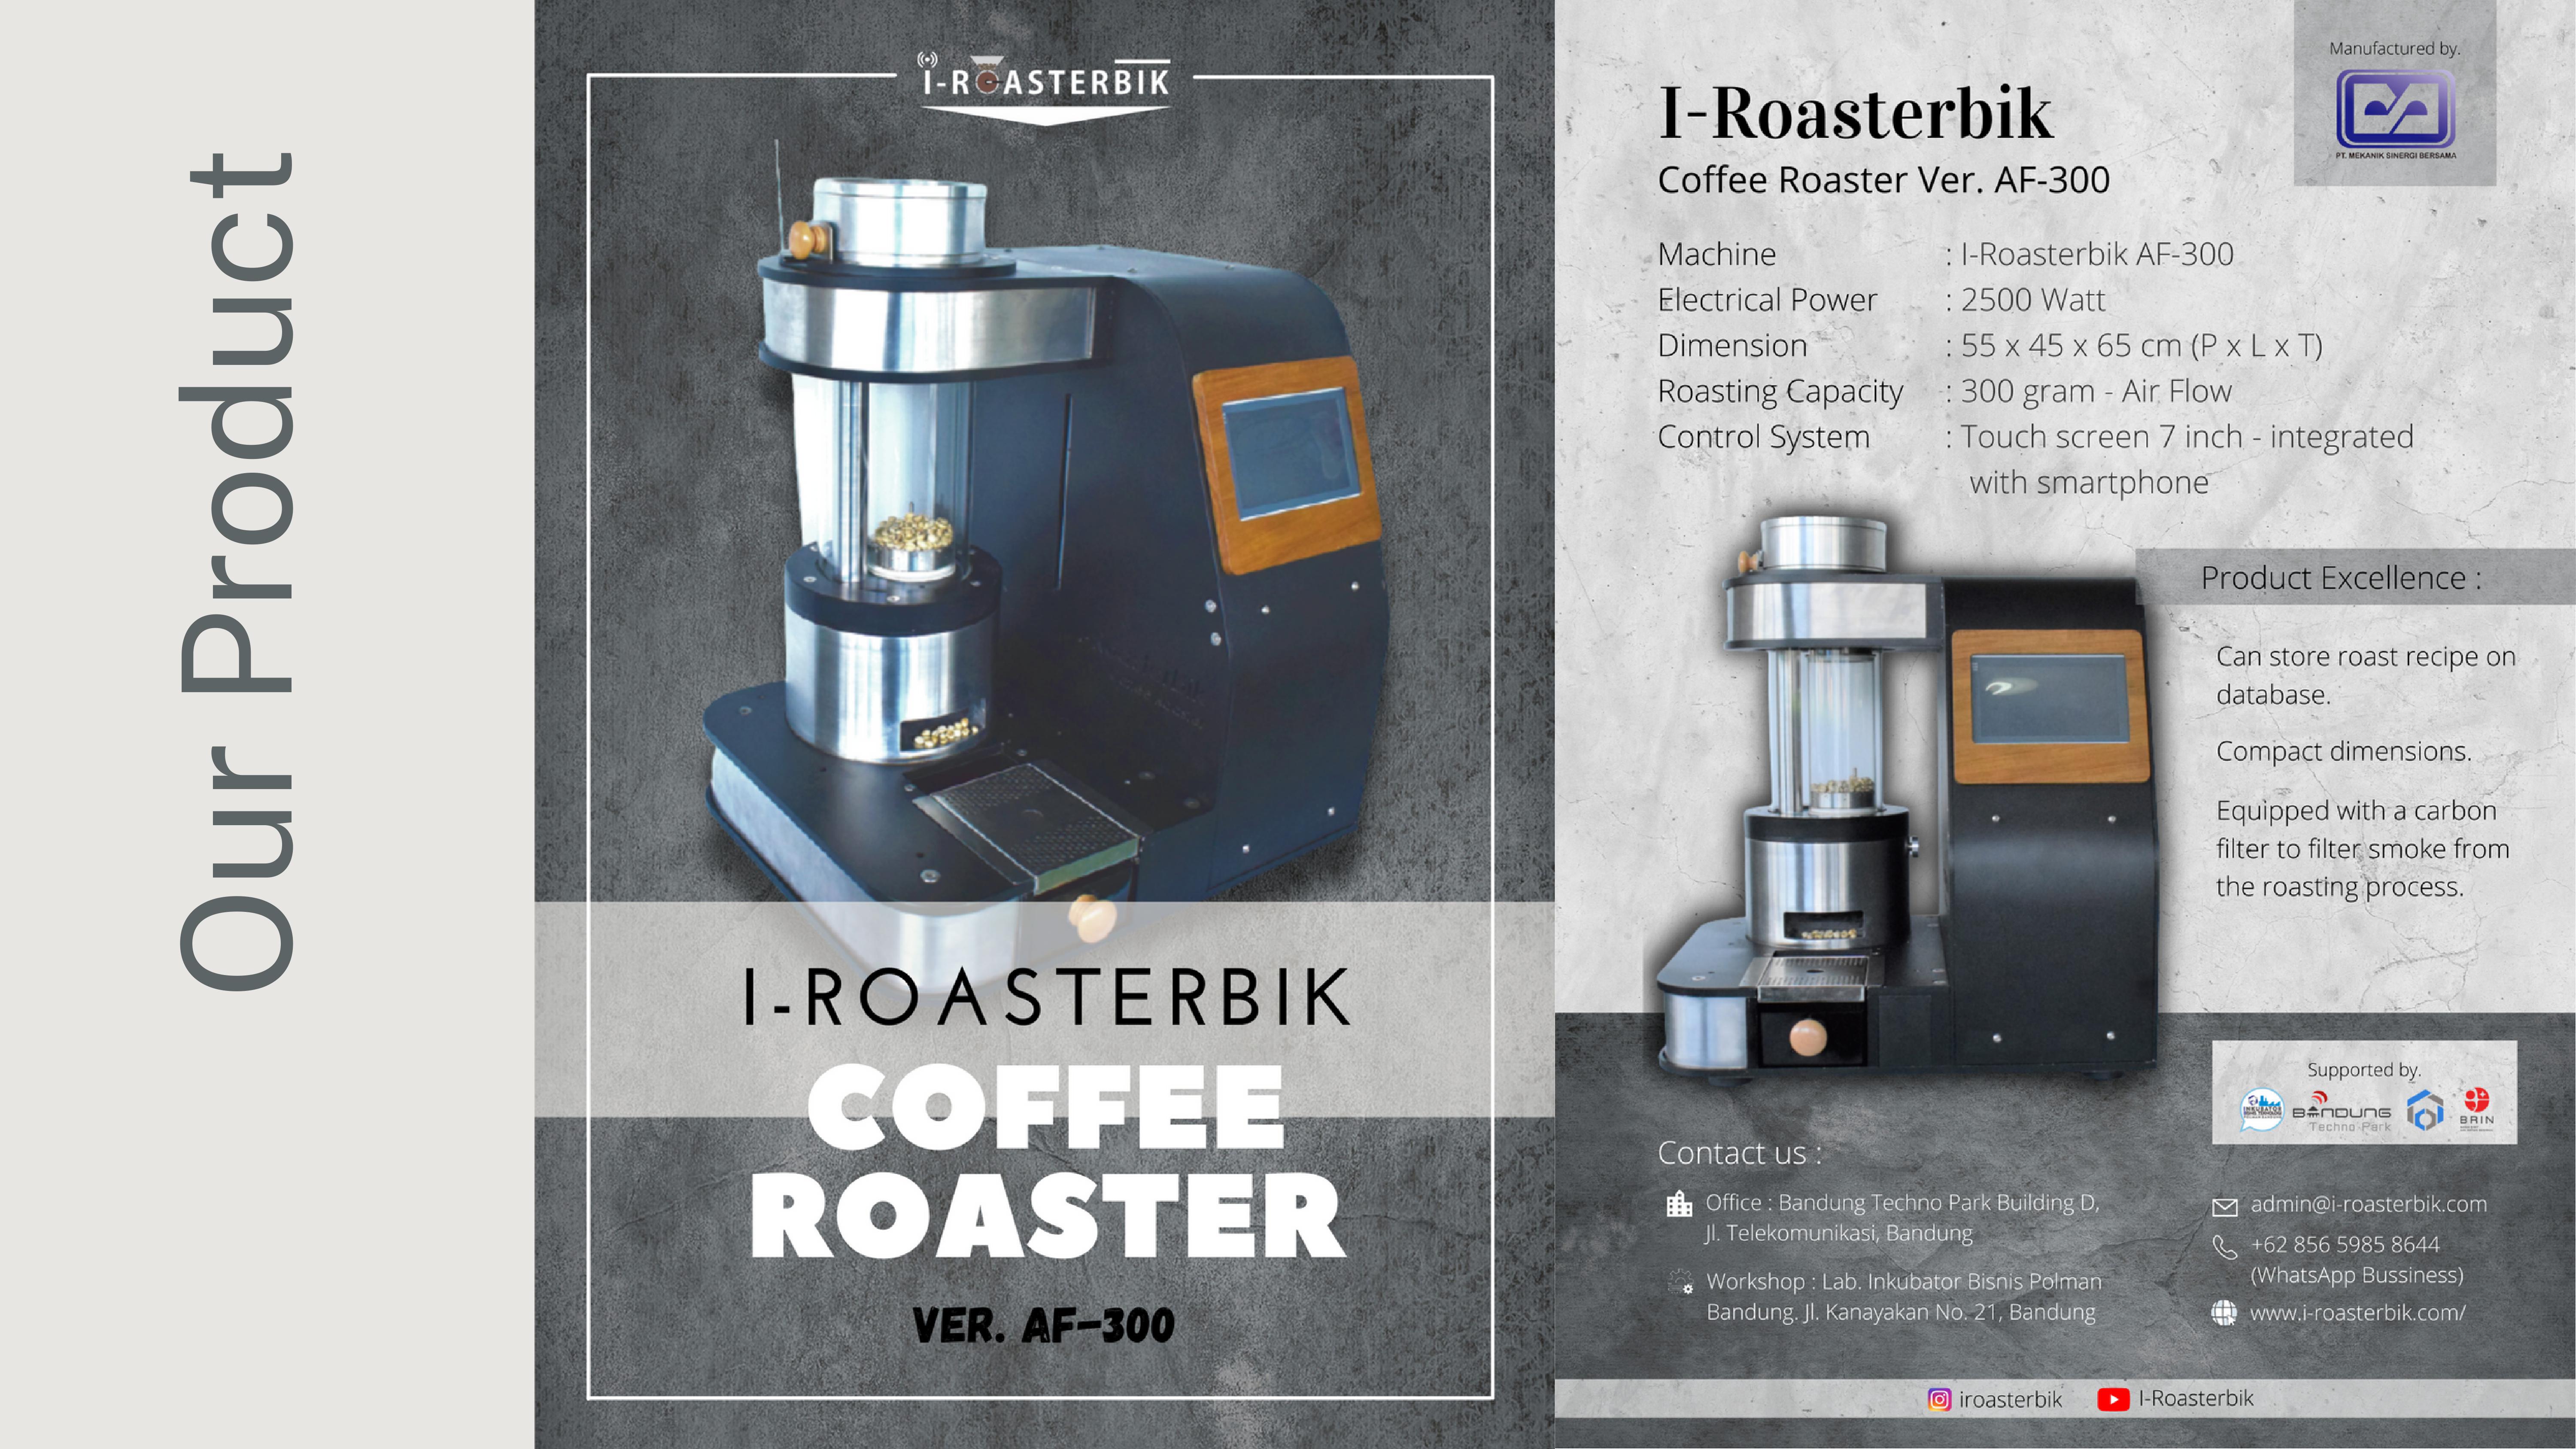 Our Product
I-ROASTERBIK
I-ROASTERBIK
COFFEE
ROASTER
VER. AF-300
Manufactured by.
PT. MEKANIK SINERGI BERSAMA
I-Roasterbik
Coffee Roaster Ver. AF-300
Machine : I-Roasterbik AF-300
Electrical Power : 2500 Watt
Dimension : 55 x 45 x 65 cm (P x L x T)
Roasting Capacity : 300 gram - Air Flow
Control System : Touch screen 7 inch - integrated
with smartphone
Product Excellence :
Can store roast recipe on
database.
Compact dimensions.
Equipped with a carbon
filter to filter smoke from
the roasting process.
Supported by.
INKUBATOR
BANDUNG
Techno Park
BRIN
Contact us :
Office : Bandung Techno Park Building D,
Jl. Telekomunikasi, Bandung
Workshop : Lab. Inkubator Bisnis Polman
Bandung. Jl. Kanayakan No. 21, Bandung
admin@i-roasterbik.com
+62 856 5985 8644
(WhatsApp Bussiness)
www.i-roasterbik.com/
iroasterbik
I-Roasterbik